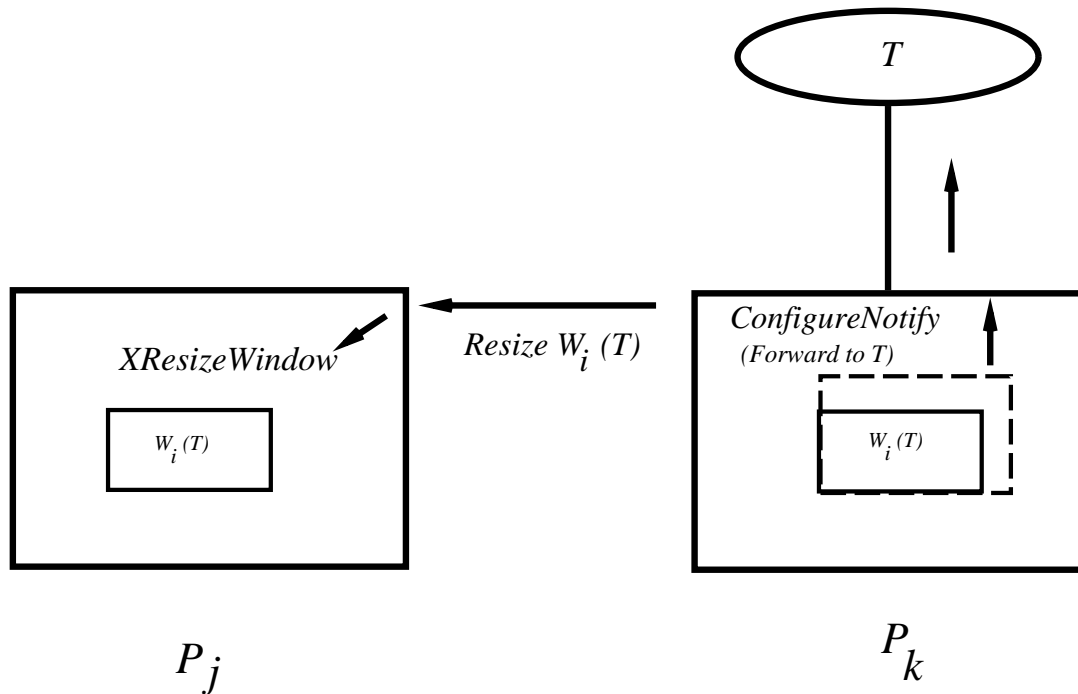 T
ConfigureNotify
(Forward to T)
XResizeWindow
Resize W_i (T)
W_i (T)
W_i (T)
P_j
P_k